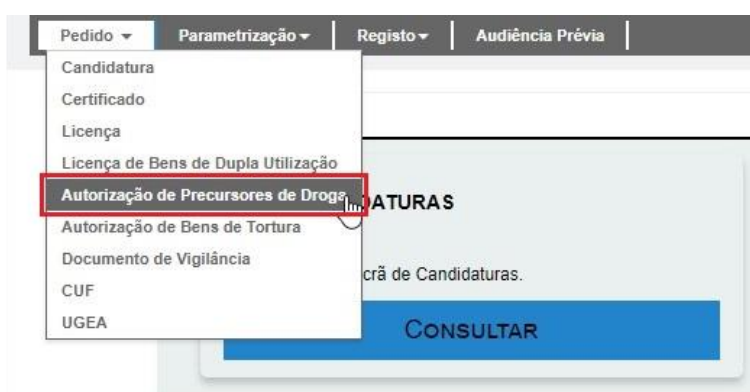 Pedido Parametrização Registo Audiência Prévia
Candidatura
Certificado
Licença
Licença de Bens de Dupla Utilização
Autorização de Precursores de Droga
Autorização de Bens de Tortura
Documento de Vigilância
CUF
UGEA
DATURAS
crã de Candidaturas.
CONSULTAR